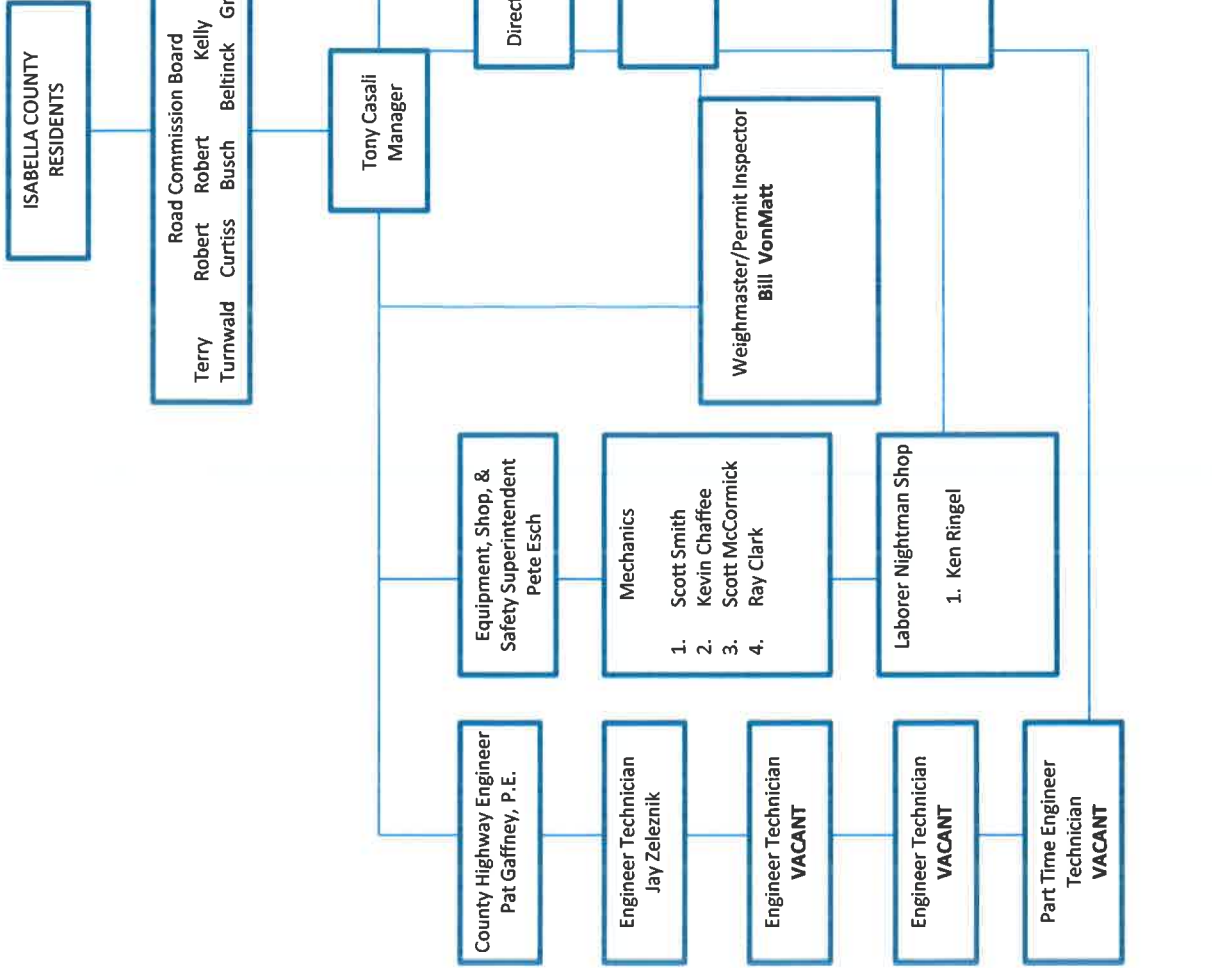 ISABELLA COUNTY
RESIDENTS
Road Commission Board
Terry Robert Robert Kelly
Turnwald Curtiss Busch Beltinck Gr
Tony Casali
Manager
Direct
County Highway Engineer
Pat Gaffney, P.E.
Engineer Technician
Jay Zeleznik
Engineer Technician
VACANT
Engineer Technician
VACANT
Part Time Engineer
Technician
VACANT
Equipment, Shop, &
Safety Superintendent
Pete Esch
Mechanics
1. Scott Smith
2. Kevin Chaffee
3. Scott McCormick
4. Ray Clark
Laborer Nightman Shop
1. Ken Ringel
Weighmaster/Permit Inspector
Bill VonMatt